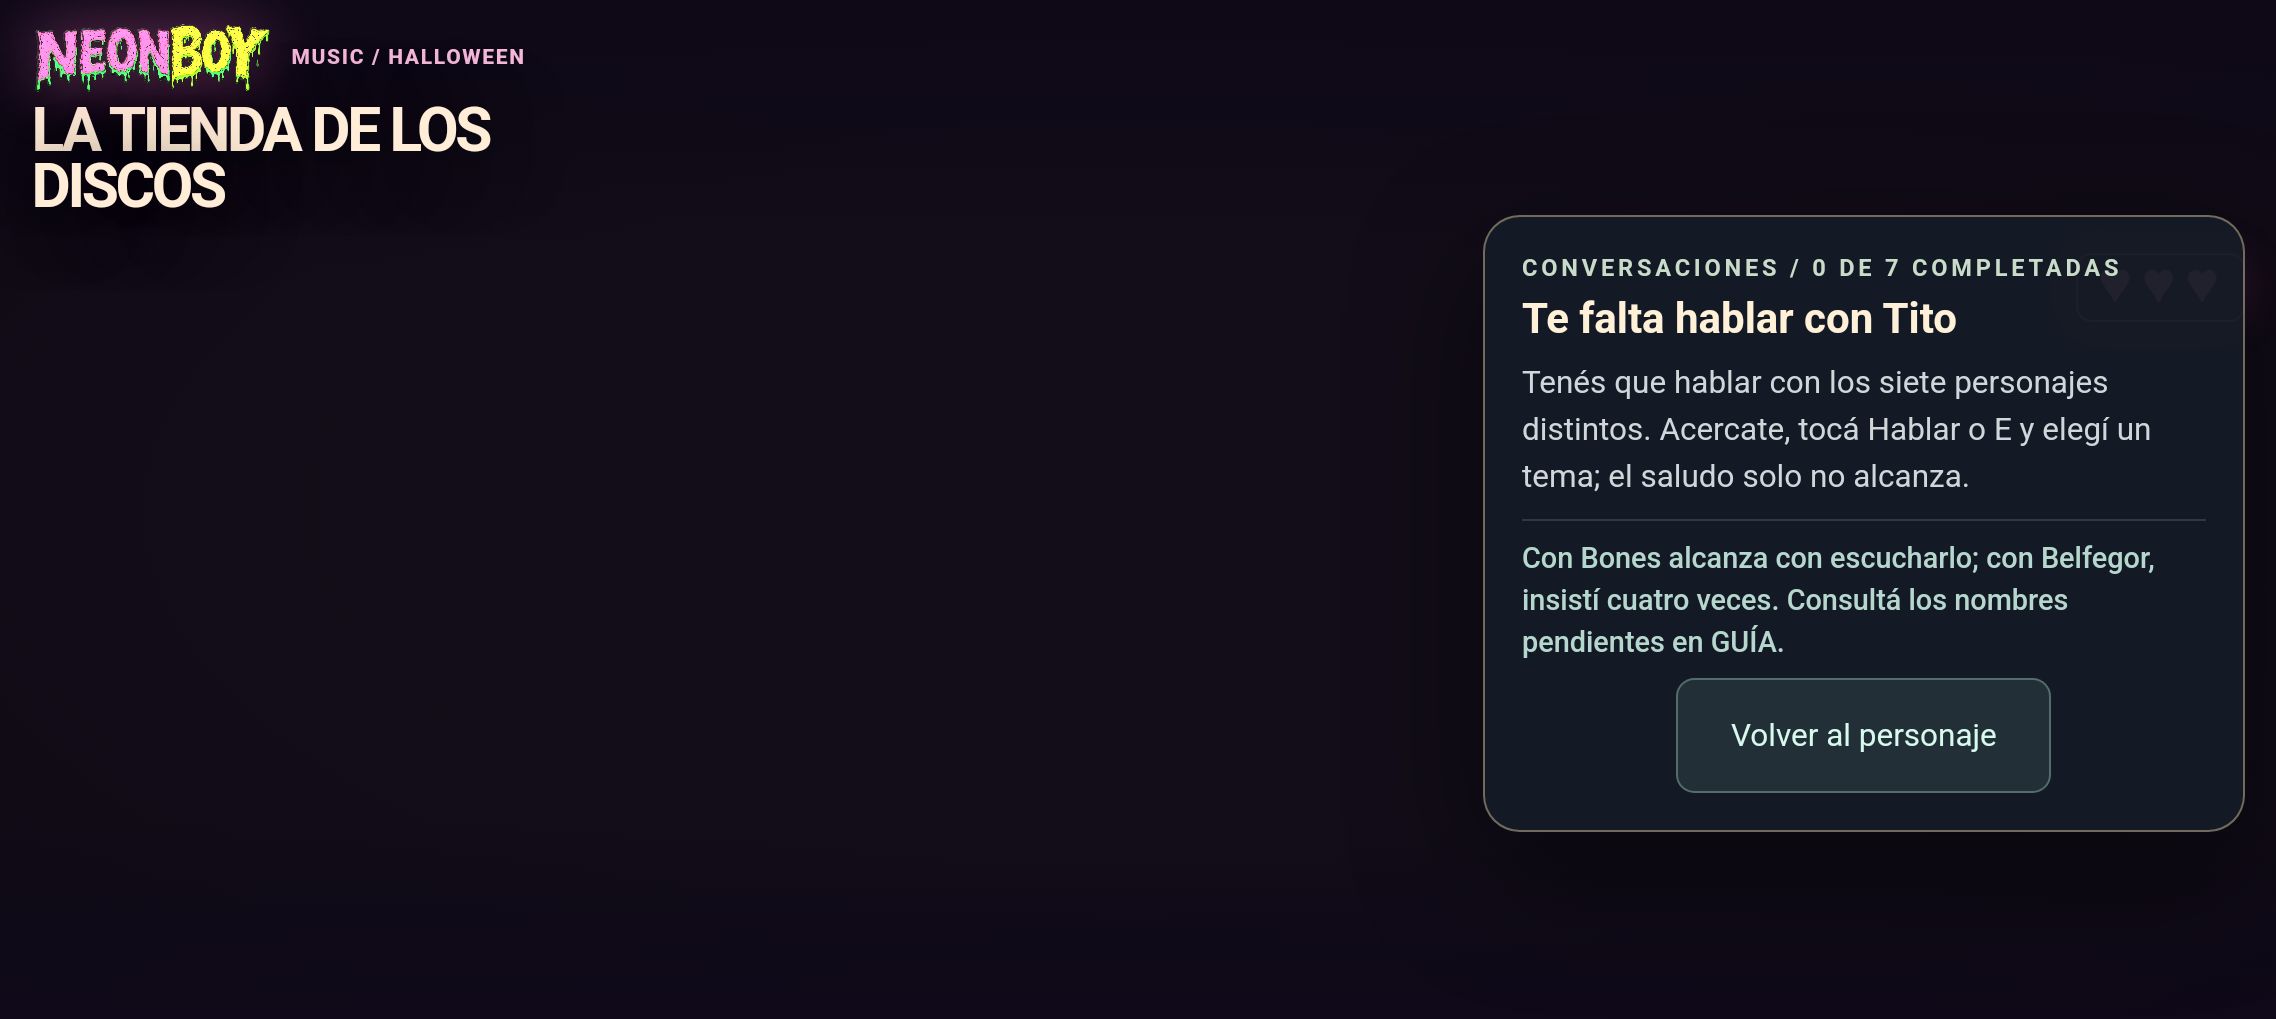 NEONBOY MUSIC / HALLOWEEN
LA TIENDA DE LOS
DISCOS
CONVERSACIONES / 0 DE 7 COMPLETADAS
Te falta hablar con Tito
Tenés que hablar con los siete personajes
distintos. Acercate, tocá Hablar o E y elegí un
tema; el saludo solo no alcanza.
Con Bones alcanza con escucharlo; con Belfegor,
insistí cuatro veces. Consultá los nombres
pendientes en GUÍA.
Volver al personaje